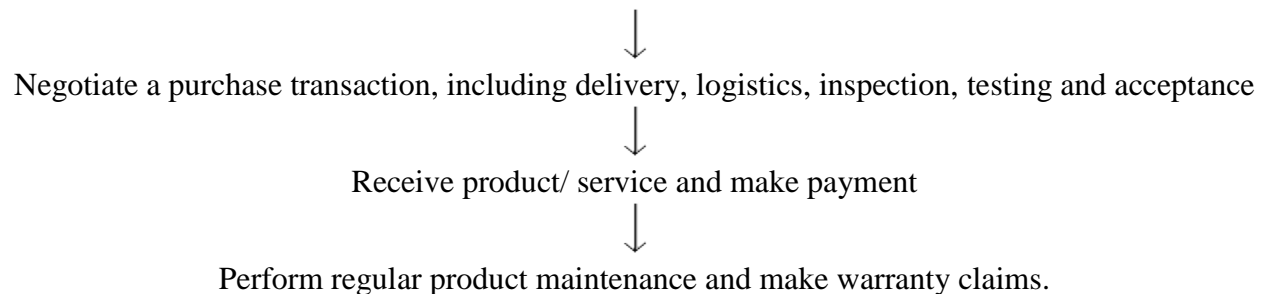 Negotiate a purchase transaction, including delivery, logistics, inspection, testing and acceptance
Receive product/ service and make payment
Perform regular product maintenance and make warranty claims.